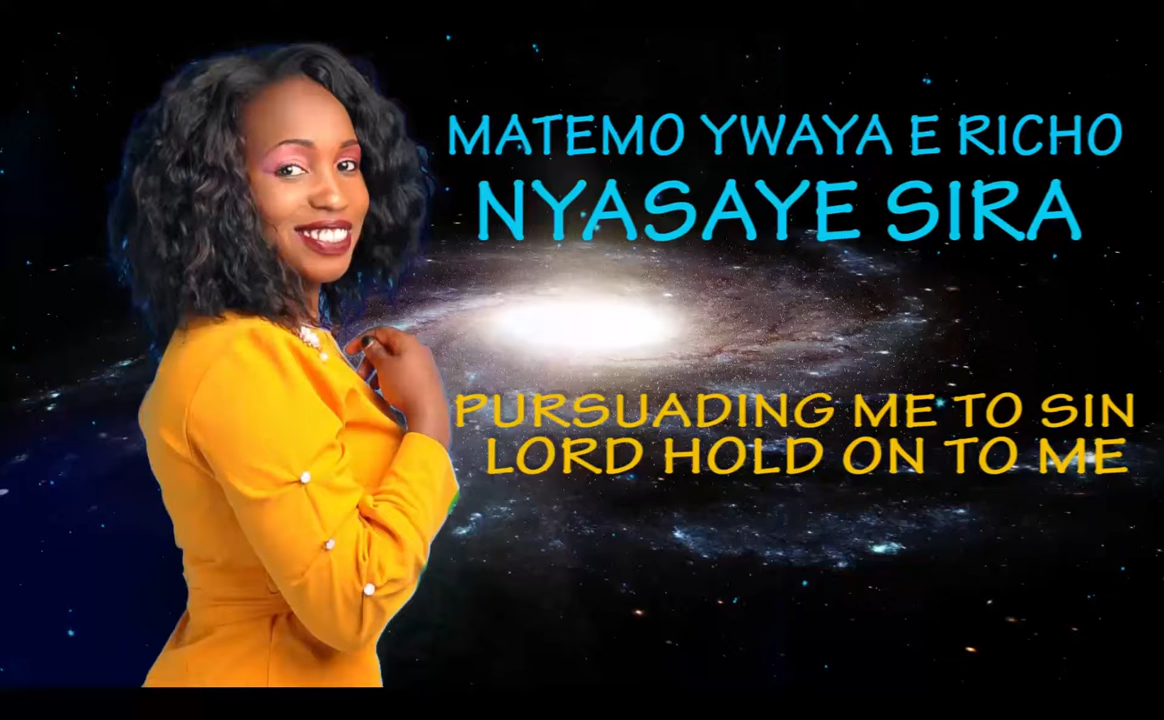 MATEMO YWAYA E RICHO
NYASAYE SIRA
PURSUADING ME TO SIN
LORD HOLD ON TO ME